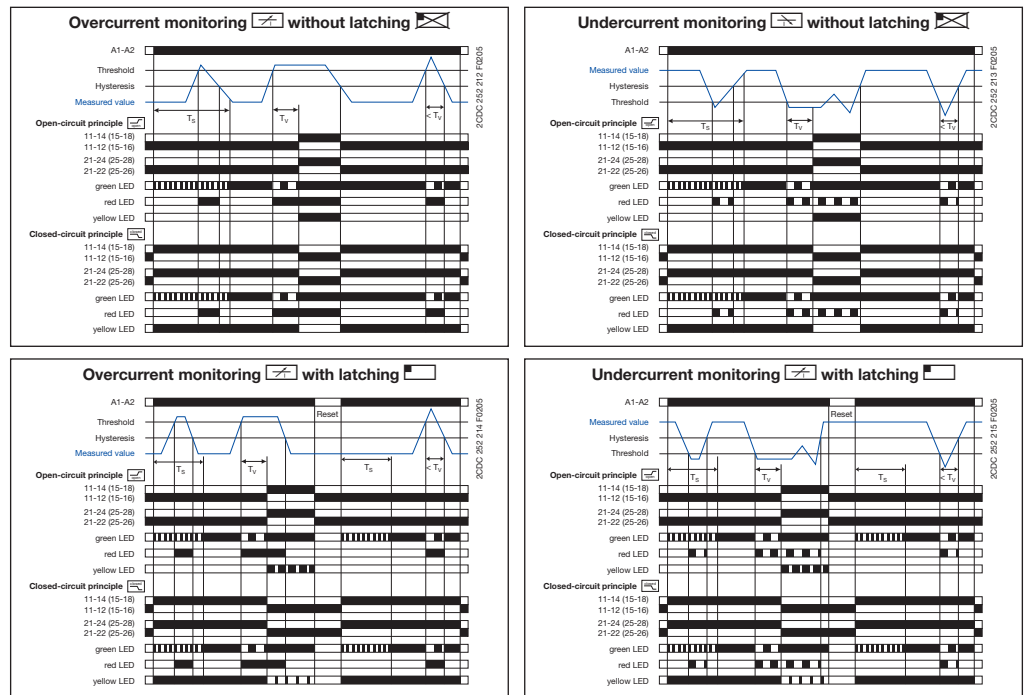 Overcurrent monitoring without latching
A1-A2
Threshold
Hysteresis
Measured value
TS
TV
< TV
Open-circuit principle open
11-14 (15-18)
11-12 (15-16)
21-24 (25-28)
21-22 (25-26)
green LED
red LED
yellow LED
Closed-circuit principle closed
11-14 (15-18)
11-12 (15-16)
21-24 (25-28)
21-22 (25-26)
green LED
red LED
yellow LED
2CDC 252 212 F0205
Undercurrent monitoring without latching
A1-A2
Measured value
Hysteresis
Threshold
TS
TV
< TV
Open-circuit principle open
11-14 (15-18)
11-12 (15-16)
21-24 (25-28)
21-22 (25-26)
green LED
red LED
yellow LED
Closed-circuit principle closed
11-14 (15-18)
11-12 (15-16)
21-24 (25-28)
21-22 (25-26)
green LED
red LED
yellow LED
2CDC 252 213 F0205
Overcurrent monitoring with latching
A1-A2
Reset
Threshold
Hysteresis
Measured value
TS
TV
TS
< TV
Open-circuit principle open
11-14 (15-18)
11-12 (15-16)
21-24 (25-28)
21-22 (25-26)
green LED
red LED
yellow LED
Closed-circuit principle closed
11-14 (15-18)
11-12 (15-16)
21-24 (25-28)
21-22 (25-26)
green LED
red LED
yellow LED
2CDC 252 214 F0205
Undercurrent monitoring with latching
A1-A2
Reset
Measured value
Hysteresis
Threshold
TS
TV
TS
< TV
Open-circuit principle open
11-14 (15-18)
11-12 (15-16)
21-24 (25-28)
21-22 (25-26)
green LED
red LED
yellow LED
Closed-circuit principle closed
11-14 (15-18)
11-12 (15-16)
21-24 (25-28)
21-22 (25-26)
green LED
red LED
yellow LED
2CDC 252 215 F0205